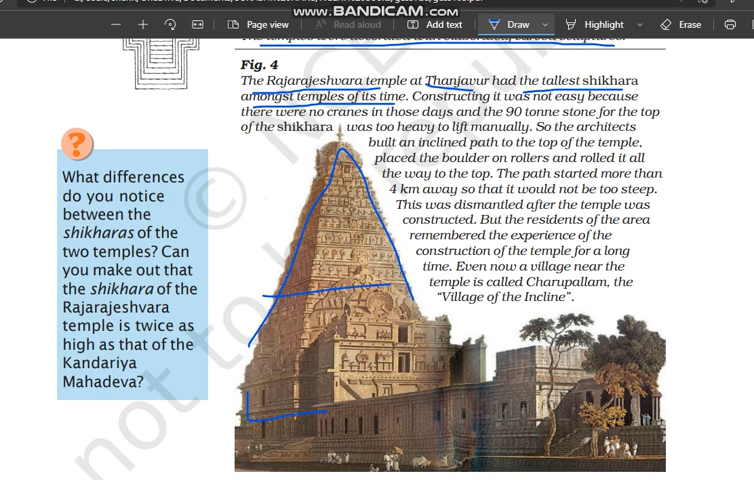 WWW.BANDICAM.COM
Page view
Read aloud
Add text
Draw
Highlight
Erase
Fig. 4
The Rajarajeshvara temple at Thanjavur had the tallest shikhara
amongst temples of its time. Constructing it was not easy because
there were no cranes in those days and the 90 tonne stone for the top
of the shikhara was too heavy to lift manually. So the architects
built an inclined path to the top of the temple,
placed the boulder on rollers and rolled it all
the way to the top. The path started more than
4 km away so that it would not be too steep.
This was dismantled after the temple was
constructed. But the residents of the area
remembered the experience of the
construction of the temple for a long
time. Even now a village near the
temple is called Charupallam, the
“Village of the Incline”.
?
What differences
do you notice
between the
shikharas of the
two temples? Can
you make out that
the shikhara of the
Rajarajeshvara
temple is twice as
high as that of the
Kandariya
Mahadeva?